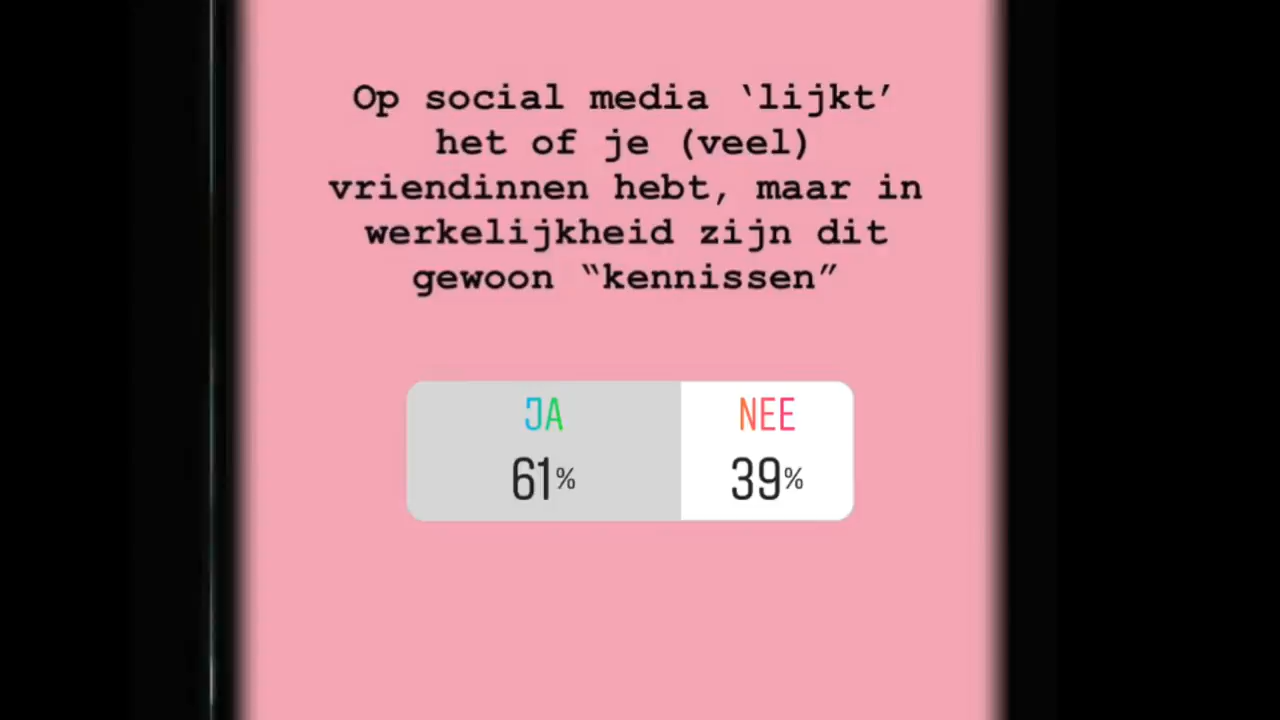 Op social media ‘lijkt’
het of je (veel)
vriendinnen hebt, maar in
werkelijkheid zijn dit
gewoon “kennissen”
JA NEE
61% 39%